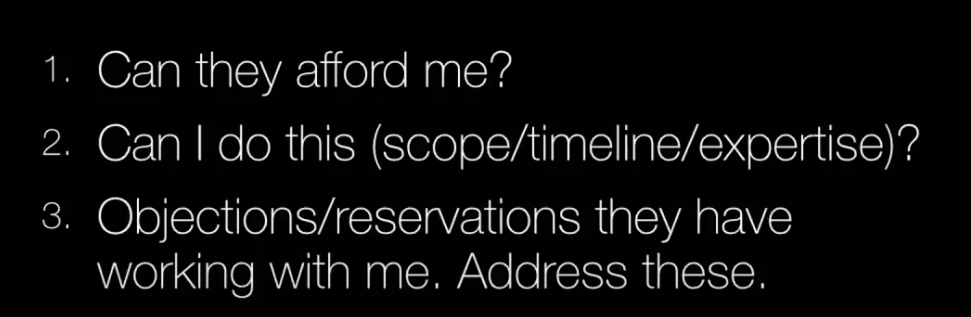 1. Can they afford me?
2. Can I do this (scope/timeline/expertise)?
3. Objections/reservations they have
working with me. Address these.